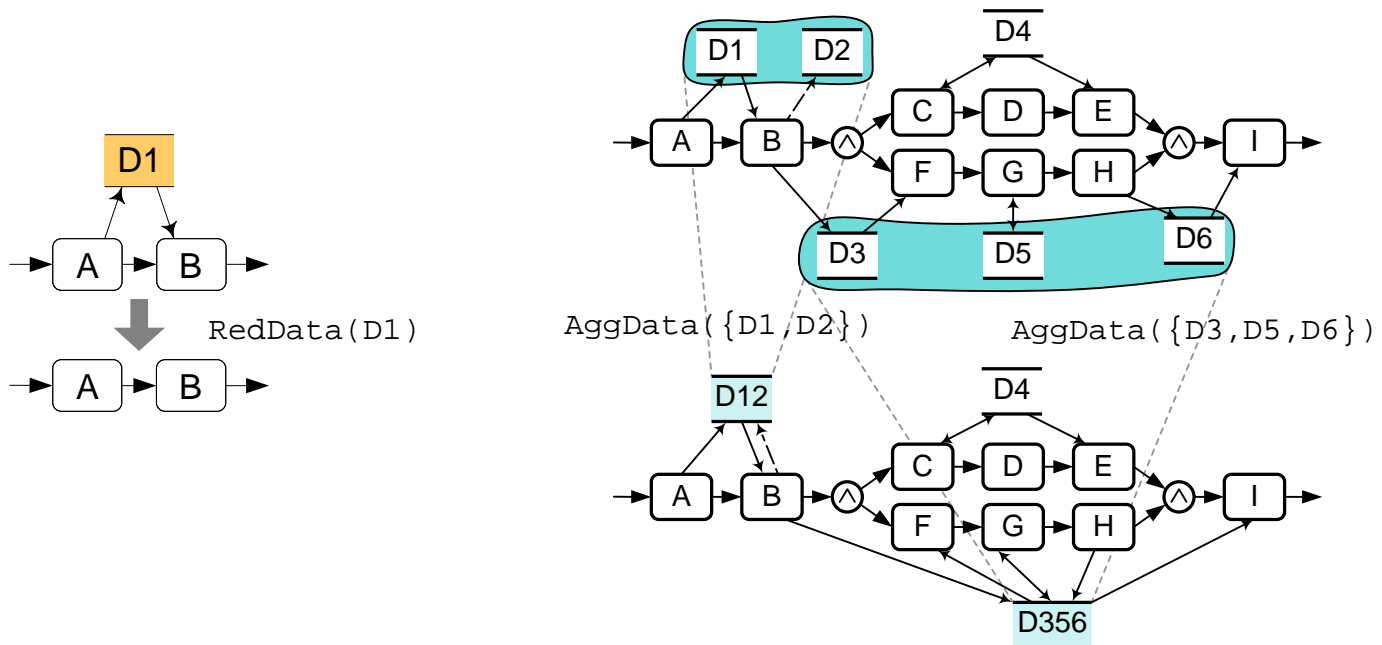 D1
A B
RedData(D1)
A B
D1 D2 D4
C D E
A B ∧ ∧ I
F G H
D3 D5 D6
AggData({D1,D2}) AggData({D3,D5,D6})
D12 D4
C D E
A B ∧ ∧ I
F G H
D356